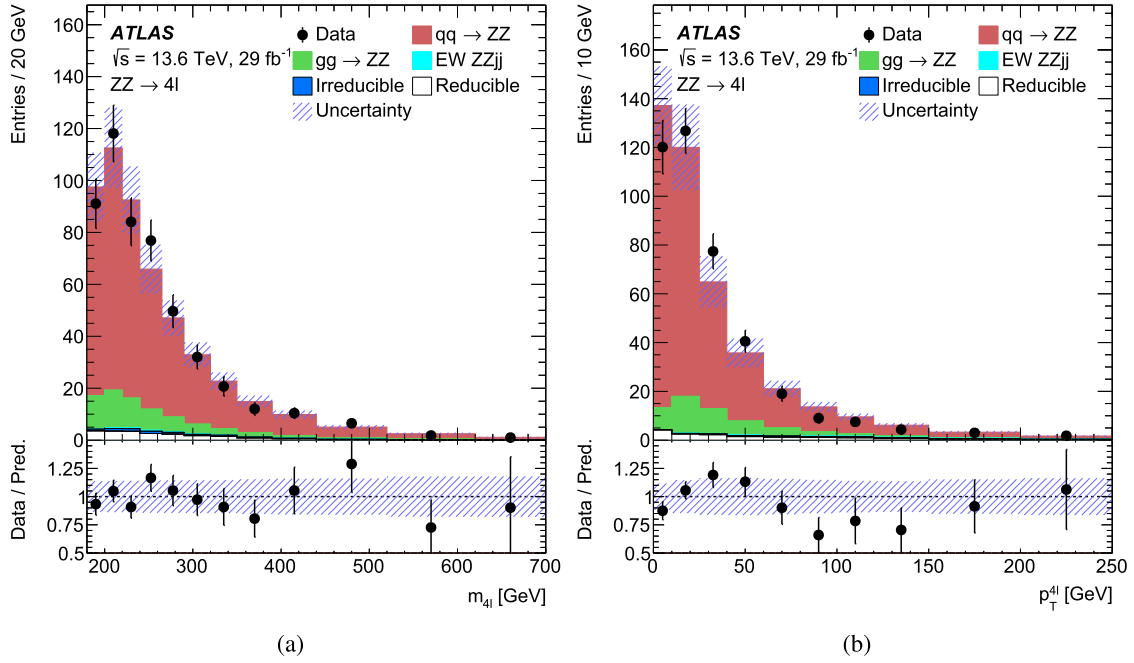 Entries / 20 GeV
160
140
120
100
80
60
40
20
0
ATLAS
√s = 13.6 TeV, 29 fb⁻¹
ZZ → 4l
Data
qq → ZZ
gg → ZZ
EW ZZjj
Irreducible
Reducible
Uncertainty
Data / Pred.
1.25
1
0.75
0.5
200 300 400 500 600 700
m₄ₗ [GeV]
(a)
Entries / 10 GeV
160
140
120
100
80
60
40
20
0
ATLAS
√s = 13.6 TeV, 29 fb⁻¹
ZZ → 4l
Data
qq → ZZ
gg → ZZ
EW ZZjj
Irreducible
Reducible
Uncertainty
Data / Pred.
1.25
1
0.75
0.5
0 50 100 150 200 250
p_T^4l [GeV]
(b)